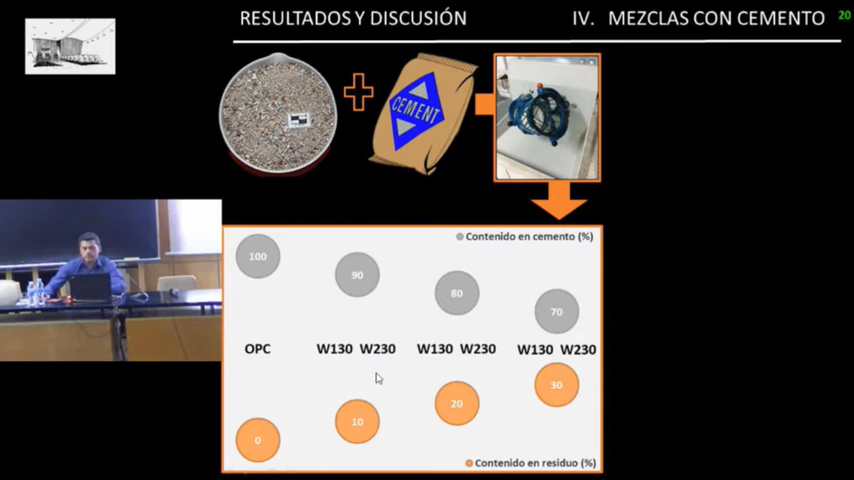 RESULTADOS Y DISCUSIÓN
IV. MEZCLAS CON CEMENTO
20
CEMENT
Contenido en cemento (%)
100
90
80
70
OPC
W130 W230
W130 W230
W130 W230
0
10
20
30
Contenido en residuo (%)